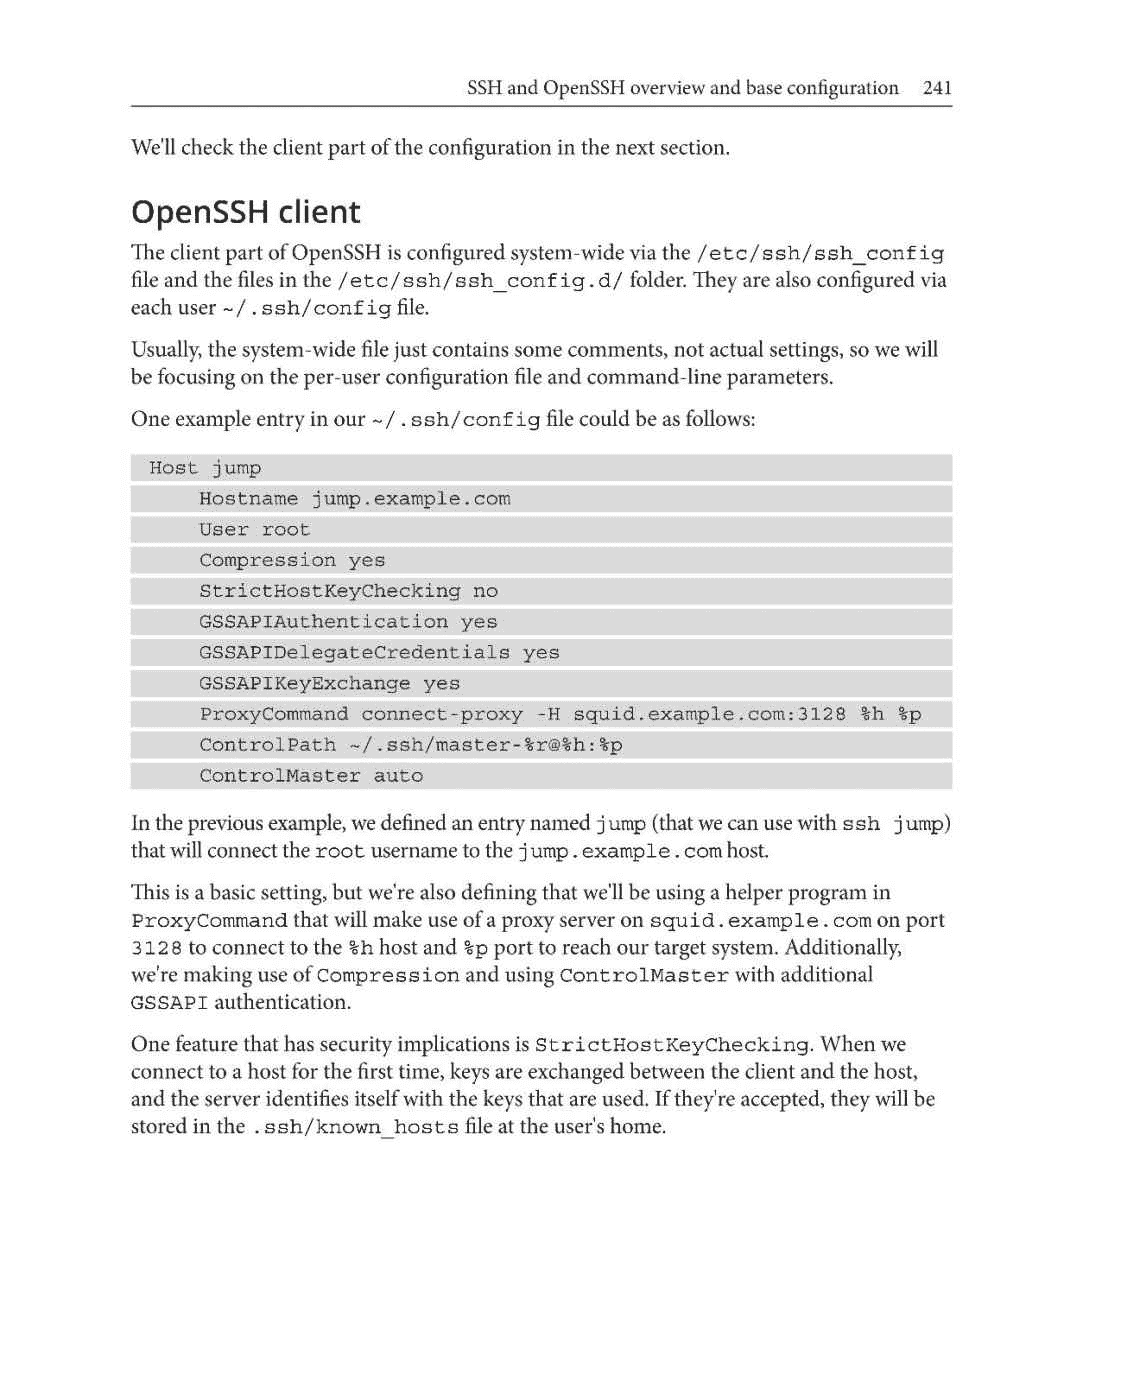 SSH and OpenSSH overview and base configuration 241
We'll check the client part of the configuration in the next section.
OpenSSH client
The client part of OpenSSH is configured system-wide via the /etc/ssh/ssh_config
file and the files in the /etc/ssh/ssh_config.d/ folder. They are also configured via
each user ~/.ssh/config file.
Usually, the system-wide file just contains some comments, not actual settings, so we will
be focusing on the per-user configuration file and command-line parameters.
One example entry in our ~/.ssh/config file could be as follows:
Host jump
Hostname jump.example.com
User root
Compression yes
StrictHostKeyChecking no
GSSAPIAuthentication yes
GSSAPIDelegateCredentials yes
GSSAPIKeyExchange yes
ProxyCommand connect-proxy -H squid.example.com:3128 %h %p
ControlPath ~/.ssh/master-%r@%h:%p
ControlMaster auto
In the previous example, we defined an entry named jump (that we can use with ssh jump)
that will connect the root username to the jump.example.com host.
This is a basic setting, but we're also defining that we'll be using a helper program in
ProxyCommand that will make use of a proxy server on squid.example.com on port
3128 to connect to the %h host and %p port to reach our target system. Additionally,
we're making use of Compression and using ControlMaster with additional
GSSAPI authentication.
One feature that has security implications is StrictHostKeyChecking. When we
connect to a host for the first time, keys are exchanged between the client and the host,
and the server identifies itself with the keys that are used. If they're accepted, they will be
stored in the .ssh/known_hosts file at the user's home.